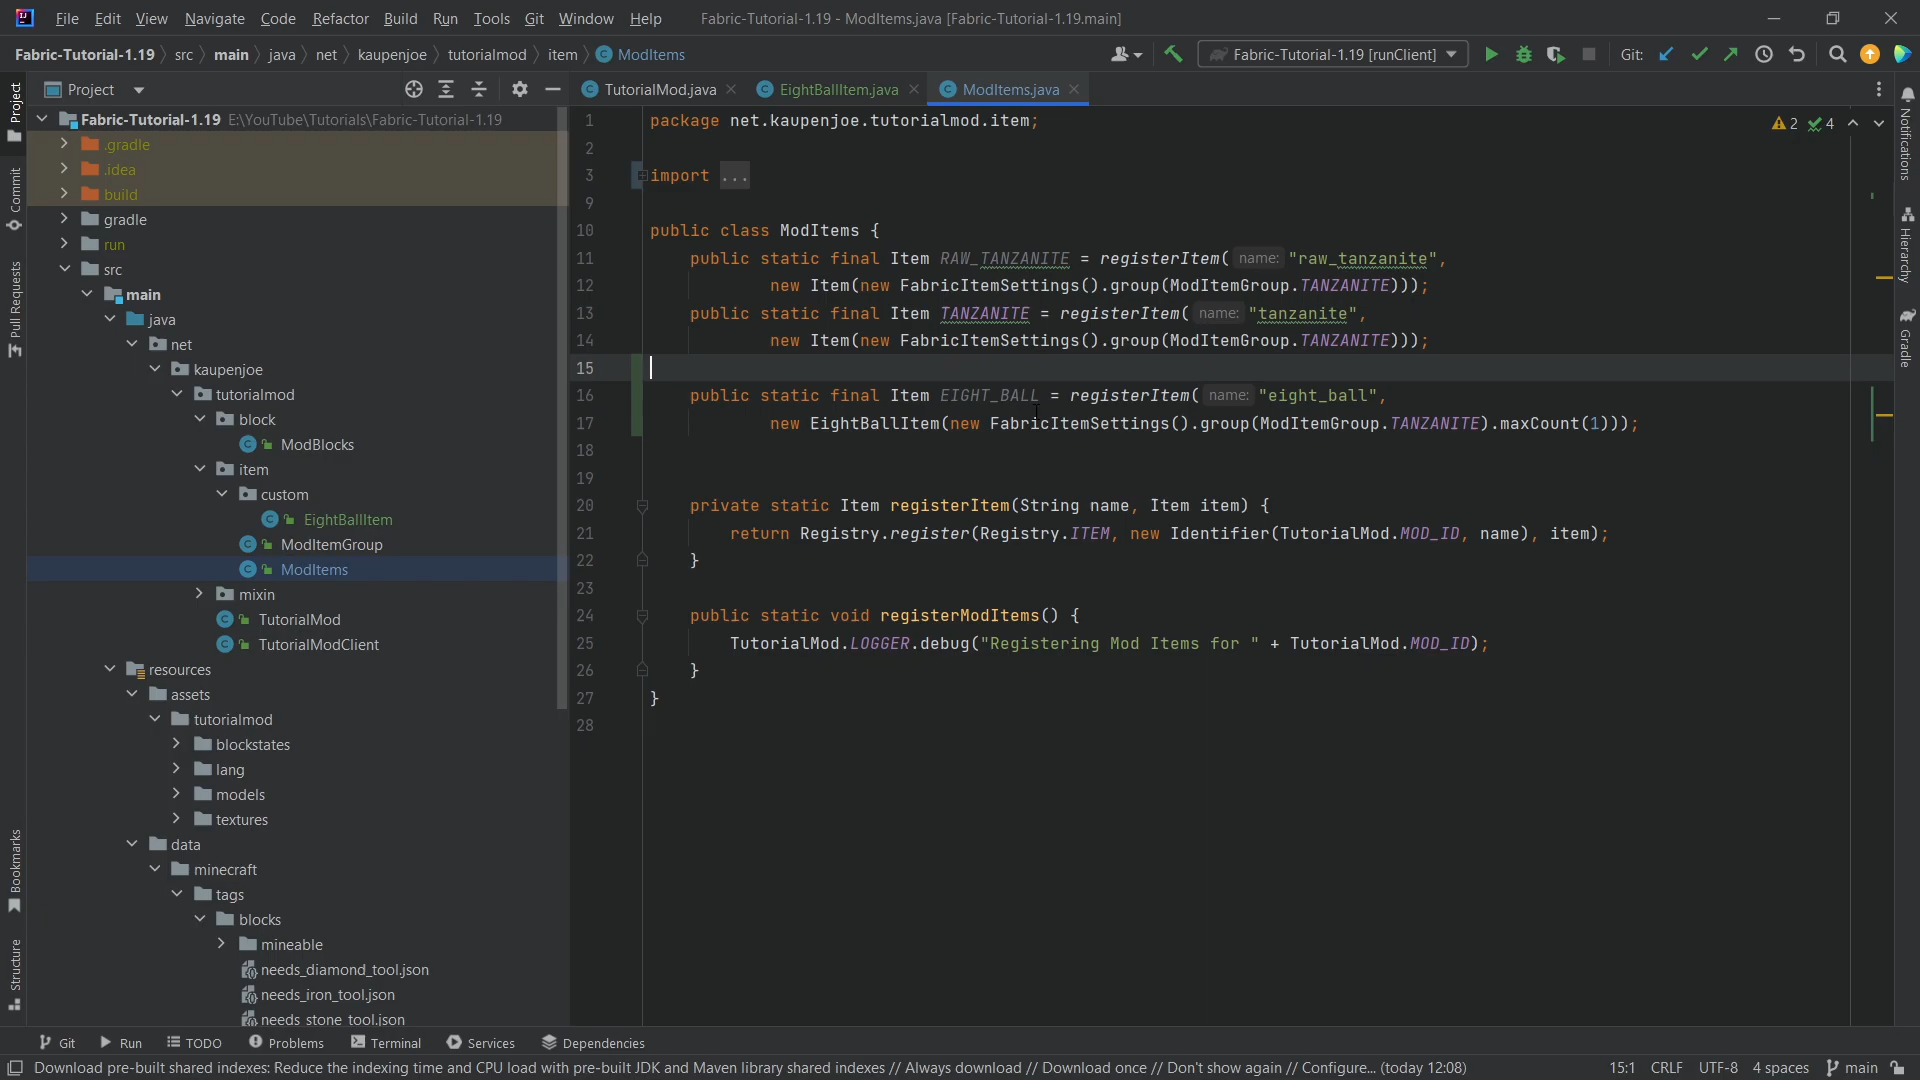 File Edit View Navigate Code Refactor Build Run Tools Git Window Help Fabric-Tutorial-1.19 - ModItems.java [Fabric-Tutorial-1.19.main]
Fabric-Tutorial-1.19 src main java net kaupenjoe tutorialmod item ModItems Fabric-Tutorial-1.19 [runClient] Git:
Project
TutorialMod.java EightBallItem.java ModItems.java
Project
Commit
Pull Requests
Bookmarks
Structure
Fabric-Tutorial-1.19 E:\YouTube\Tutorials\Fabric-Tutorial-1.19
.gradle
.idea
build
gradle
run
src
main
java
net
kaupenjoe
tutorialmod
block
ModBlocks
item
custom
EightBallItem
ModItemGroup
ModItems
mixin
TutorialMod
TutorialModClient
resources
assets
tutorialmod
blockstates
lang
models
textures
data
minecraft
tags
blocks
mineable
needs_diamond_tool.json
needs_iron_tool.json
needs_stone_tool.json
1 package net.kaupenjoe.tutorialmod.item;
2
3 import ...
9
10 public class ModItems {
11 public static final Item RAW_TANZANITE = registerItem( name: "raw_tanzanite",
12 new Item(new FabricItemSettings().group(ModItemGroup.TANZANITE)));
13 public static final Item TANZANITE = registerItem( name: "tanzanite",
14 new Item(new FabricItemSettings().group(ModItemGroup.TANZANITE)));
15
16 public static final Item EIGHT_BALL = registerItem( name: "eight_ball",
17 new EightBallItem(new FabricItemSettings().group(ModItemGroup.TANZANITE).maxCount(1)));
18
19
20 private static Item registerItem(String name, Item item) {
21 return Registry.register(Registry.ITEM, new Identifier(TutorialMod.MOD_ID, name), item);
22 }
23
24 public static void registerModItems() {
25 TutorialMod.LOGGER.debug("Registering Mod Items for " + TutorialMod.MOD_ID);
26 }
27 }
28
2 4
Notifications
Hierarchy
Gradle
Git Run TODO Problems Terminal Services Dependencies
Download pre-built shared indexes: Reduce the indexing time and CPU load with pre-built JDK and Maven library shared indexes // Always download // Download once // Don't show again // Configure... (today 12:08) 15:1 CRLF UTF-8 4 spaces main